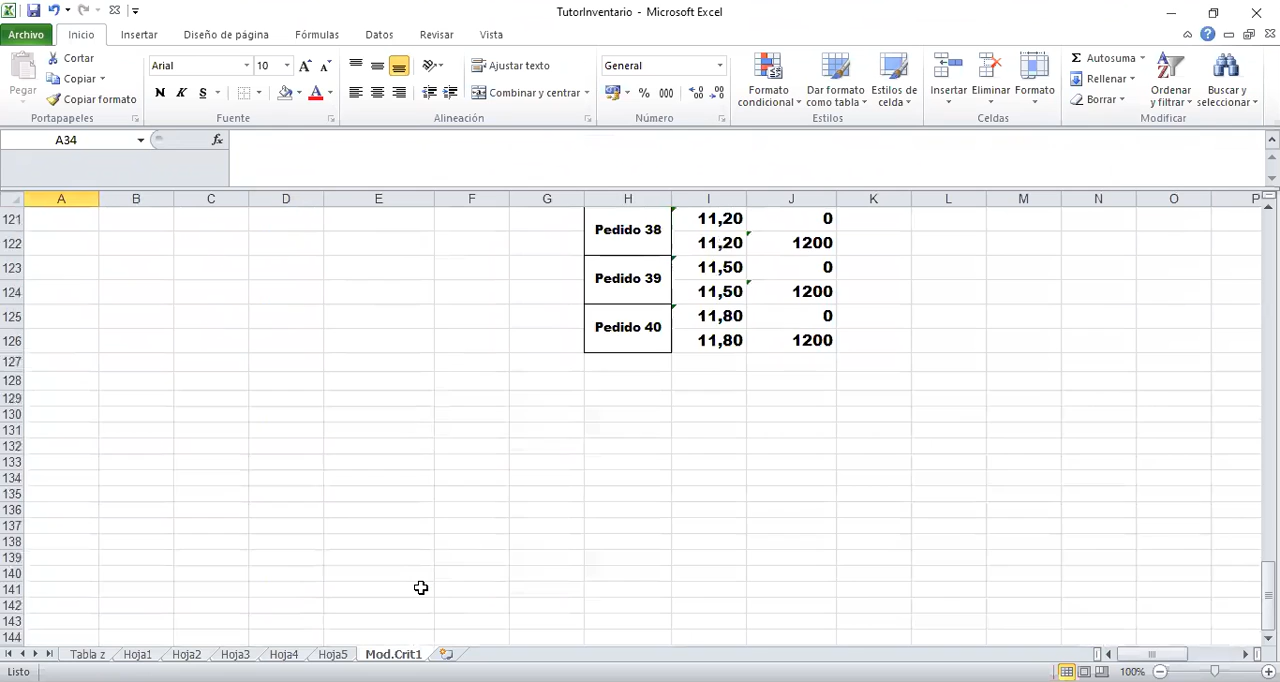 TutorInventario - Microsoft Excel
Archivo Inicio Insertar Diseño de página Fórmulas Datos Revisar Vista
Pegar
Cortar
Copiar
Copiar formato
Portapapeles
Arial 10
N K S
Fuente
Ajustar texto
Combinar y centrar
Alineación
General
% 000
Número
Formato condicional
Dar formato como tabla
Estilos de celda
Estilos
Insertar Eliminar Formato
Celdas
Autosuma
Rellenar
Borrar
Ordenar y filtrar
Buscar y seleccionar
Modificar
A34 fx
A B C D E F G H I J K L M N O P
121 Pedido 38 11,20 0
122 11,20 1200
123 Pedido 39 11,50 0
124 11,50 1200
125 Pedido 40 11,80 0
126 11,80 1200
127
128
129
130
131
132
133
134
135
136
137
138
139
140
141
142
143
144
Tabla z Hoja1 Hoja2 Hoja3 Hoja4 Hoja5 Mod.Crit1
Listo 100%